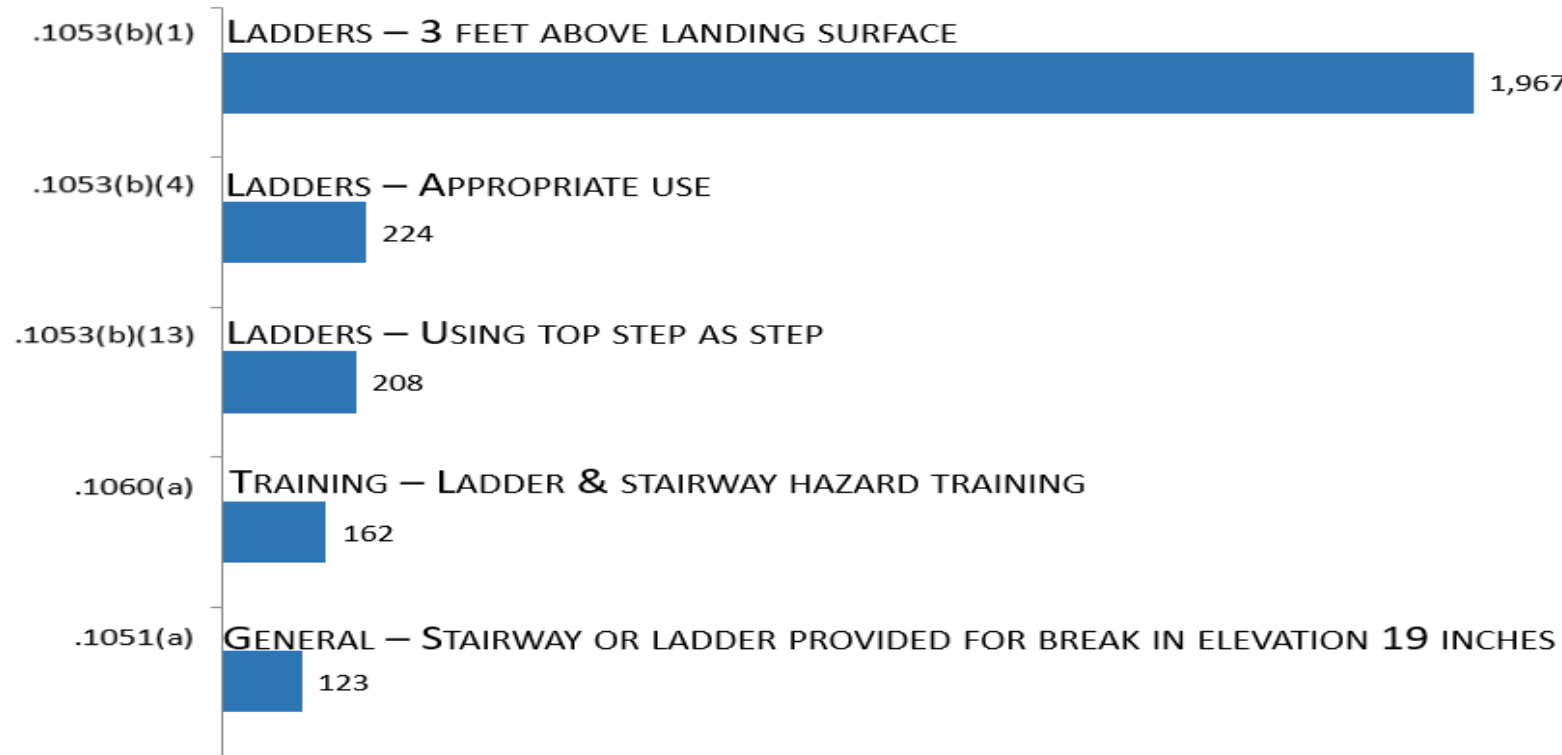 .1053(b)(1) LADDERS – 3 FEET ABOVE LANDING SURFACE
1,967
.1053(b)(4) LADDERS – APPROPRIATE USE
224
.1053(b)(13) LADDERS – USING TOP STEP AS STEP
208
.1060(a) TRAINING – LADDER & STAIRWAY HAZARD TRAINING
162
.1051(a) GENERAL – STAIRWAY OR LADDER PROVIDED FOR BREAK IN ELEVATION 19 INCHES
123